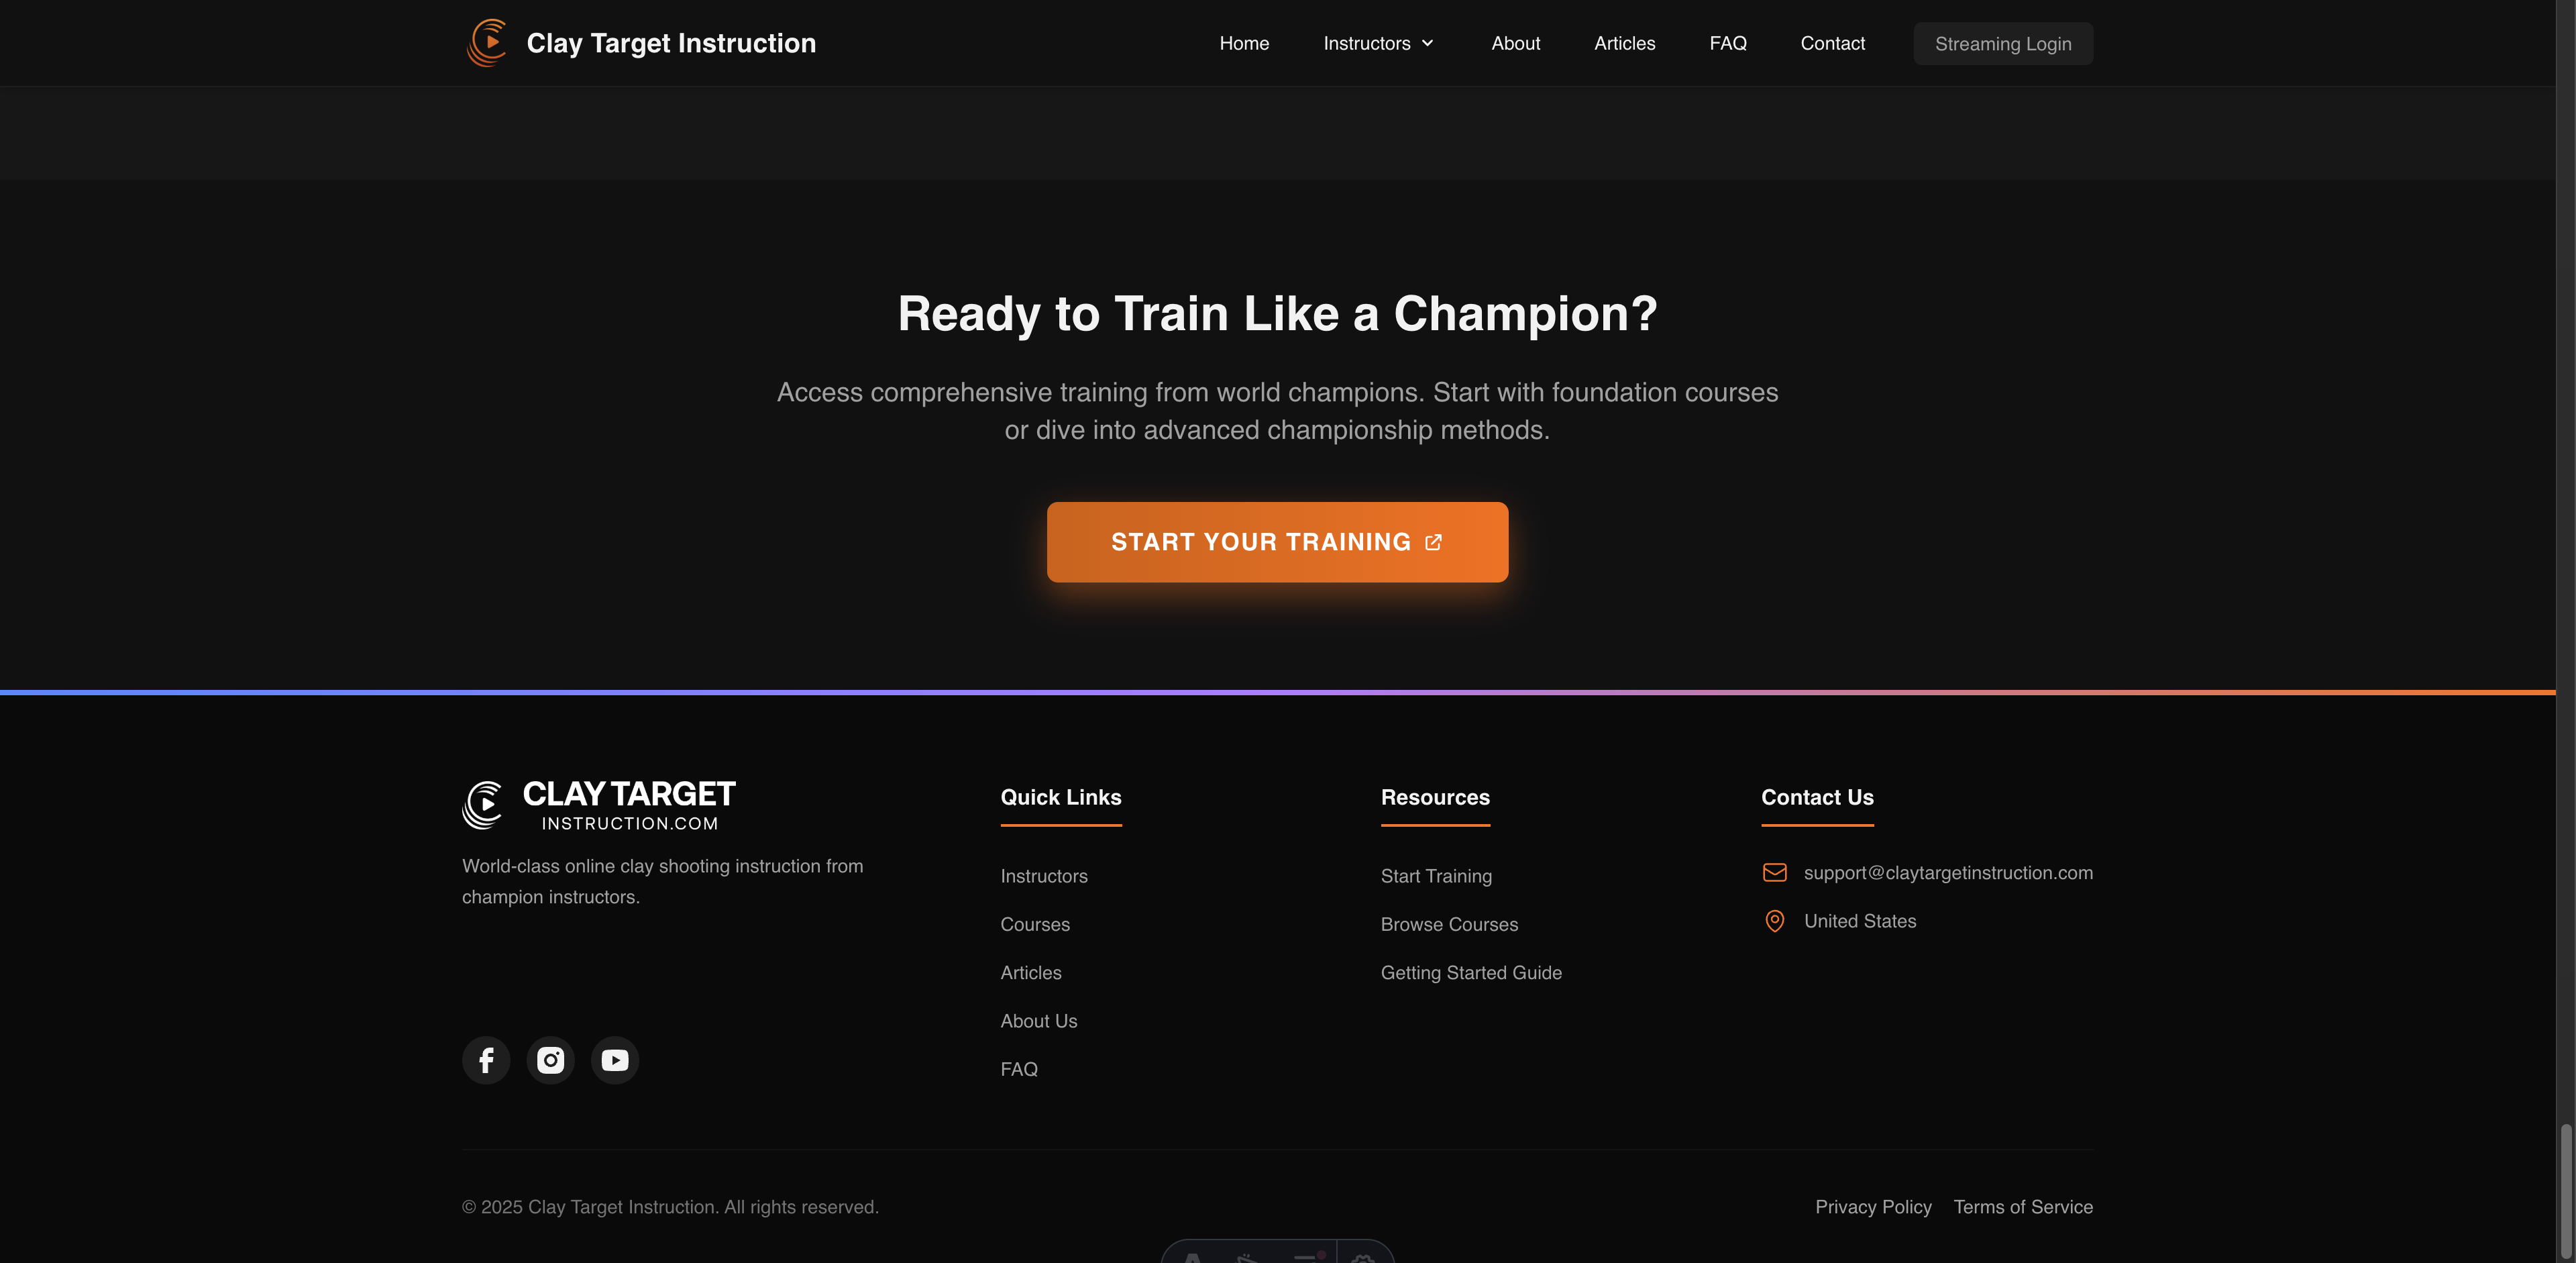 Clay Target Instruction
Home Instructors About Articles FAQ Contact Streaming Login
Ready to Train Like a Champion?
Access comprehensive training from world champions. Start with foundation courses
or dive into advanced championship methods.
START YOUR TRAINING
CLAY TARGET
INSTRUCTION.COM
World-class online clay shooting instruction from
champion instructors.
Quick Links
Instructors
Courses
Articles
About Us
FAQ
Resources
Start Training
Browse Courses
Getting Started Guide
Contact Us
support@claytargetinstruction.com
United States
© 2025 Clay Target Instruction. All rights reserved.
Privacy Policy Terms of Service